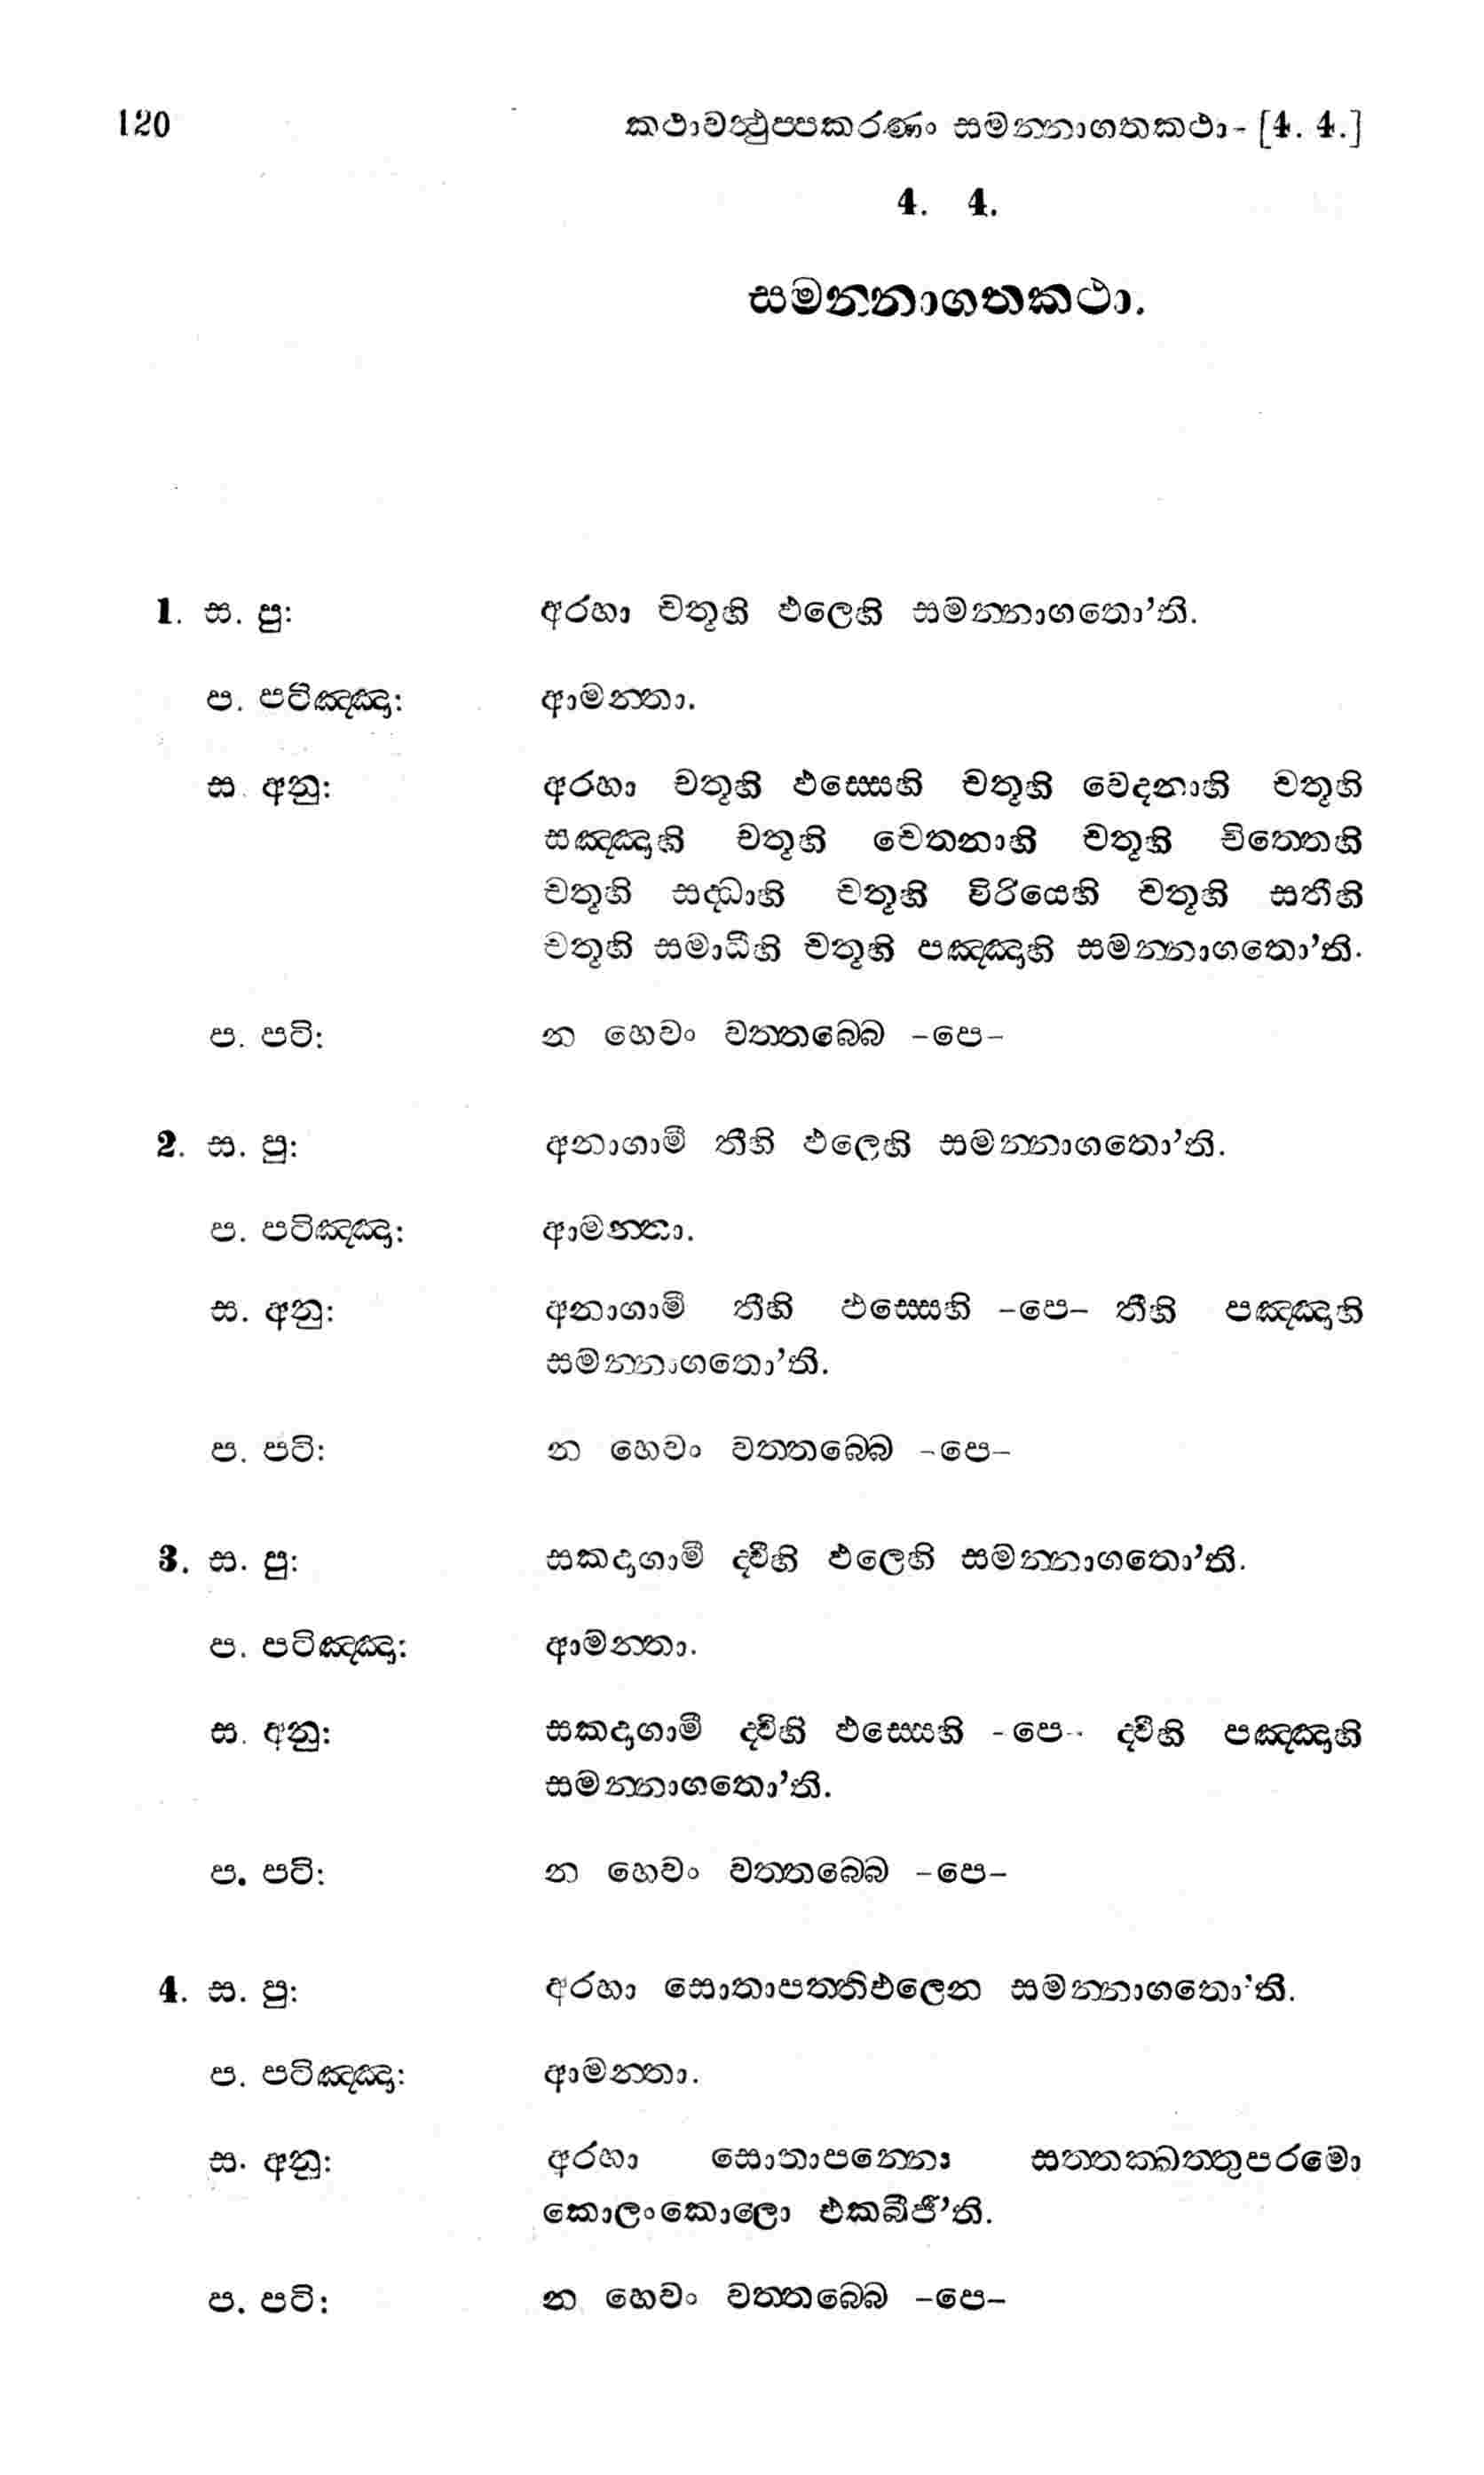 120 කථාවත්‍ථුප්පකරණං සමන්නාගතකථා- [4. 4.]
4. 4.
සමන්නාගතකථා.
1. ස. පු: අරහා චතූහි ඵලෙහි සමන්නාගතො’ති.
ප. පටිඤ්ඤා: ආමන්තා.
ස. අනු: අරහා චතූහි ඵස්සෙහි චතූහි වෙදනාහි චතූහි
සඤ්ඤාහි චතූහි චෙතනාහි චතූහි චිත්තෙහි
චතූහි සද්ධාහි චතූහි විරියෙහි චතූහි සතීහි
චතූහි සමාධීහි චතූහි පඤ්ඤාහි සමන්නාගතො’ති.
ප. පටි: න හෙවං වත්තබ්බෙ -පෙ-
2. ස. පු: අනාගාමී තීහි ඵලෙහි සමන්නාගතො’ති.
ප. පටිඤ්ඤා: ආමන්තා.
ස. අනු: අනාගාමී තීහි ඵස්සෙහි -පෙ- තීහි පඤ්ඤාහි
සමන්නාගතො’ති.
ප. පටි: න හෙවං වත්තබ්බෙ -පෙ-
3. ස. පු: සකදාගාමී ද්වීහි ඵලෙහි සමන්නාගතො’ති.
ප. පටිඤ්ඤා: ආමන්තා.
ස. අනු: සකදාගාමී ද්වීහි ඵස්සෙහි -පෙ- ද්වීහි පඤ්ඤාහි
සමන්නාගතො’ති.
ප. පටි: න හෙවං වත්තබ්බෙ -පෙ-
4. ස. පු: අරහා සොතාපත්තිඵලෙන සමන්නාගතො’ති.
ප. පටිඤ්ඤා: ආමන්තා.
ස. අනු: අරහා සොතාපන්නො සත්තක්ඛත්තුපරමො
කොලංකොලො එකබීජී’ති.
ප. පටි: න හෙවං වත්තබ්බෙ -පෙ-